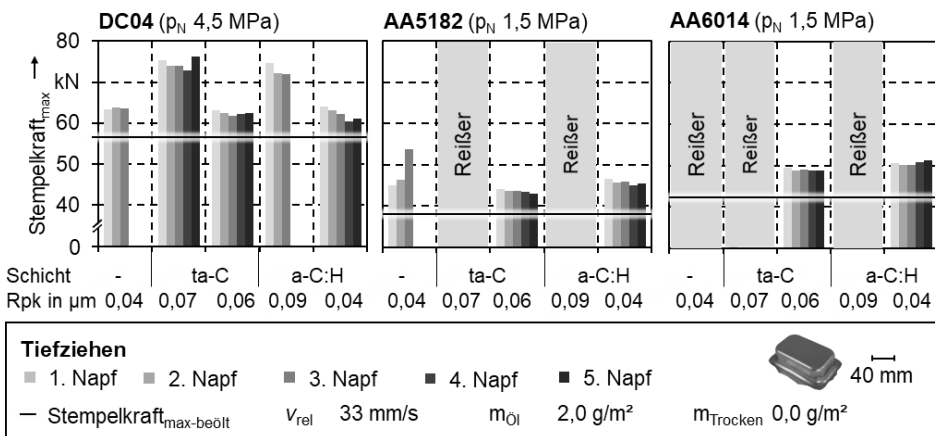 DC04 (pN 4,5 MPa) AA5182 (pN 1,5 MPa) AA6014 (pN 1,5 MPa)
Stempelkraftmax
80
kN
60
50
40
0
Reißer
Reißer
Reißer
Reißer
Reißer
Schicht - ta-C a-C:H - ta-C a-C:H - ta-C a-C:H
Rpk in µm 0,04 0,07 0,06 0,09 0,04 0,04 0,07 0,06 0,09 0,04 0,04 0,07 0,06 0,09 0,04
Tiefziehen
1. Napf 2. Napf 3. Napf 4. Napf 5. Napf
40 mm
Stempelkraftmax-beölt vrel 33 mm/s mÖl 2,0 g/m² mTrocken 0,0 g/m²